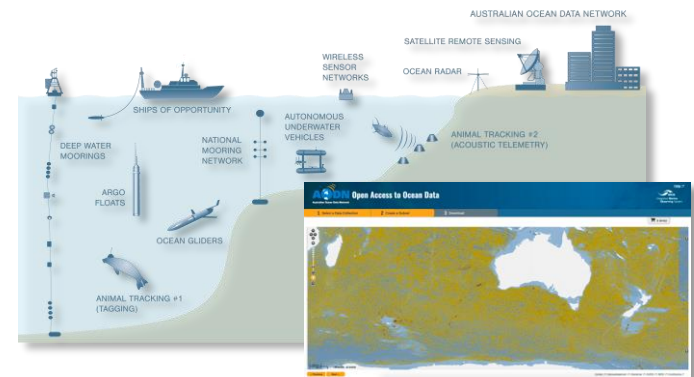 AUSTRALIAN OCEAN DATA NETWORK
SATELLITE REMOTE SENSING
WIRELESS
SENSOR
NETWORKS
OCEAN RADAR
SHIPS OF OPPORTUNITY
DEEP WATER
MOORINGS
NATIONAL
MOORING
NETWORK
AUTONOMOUS
UNDERWATER
VEHICLES
ANIMAL TRACKING #2
(ACOUSTIC TELEMETRY)
ARGO
FLOATS
OCEAN GLIDERS
ANIMAL TRACKING #1
(TAGGING)
Open Access to Ocean Data